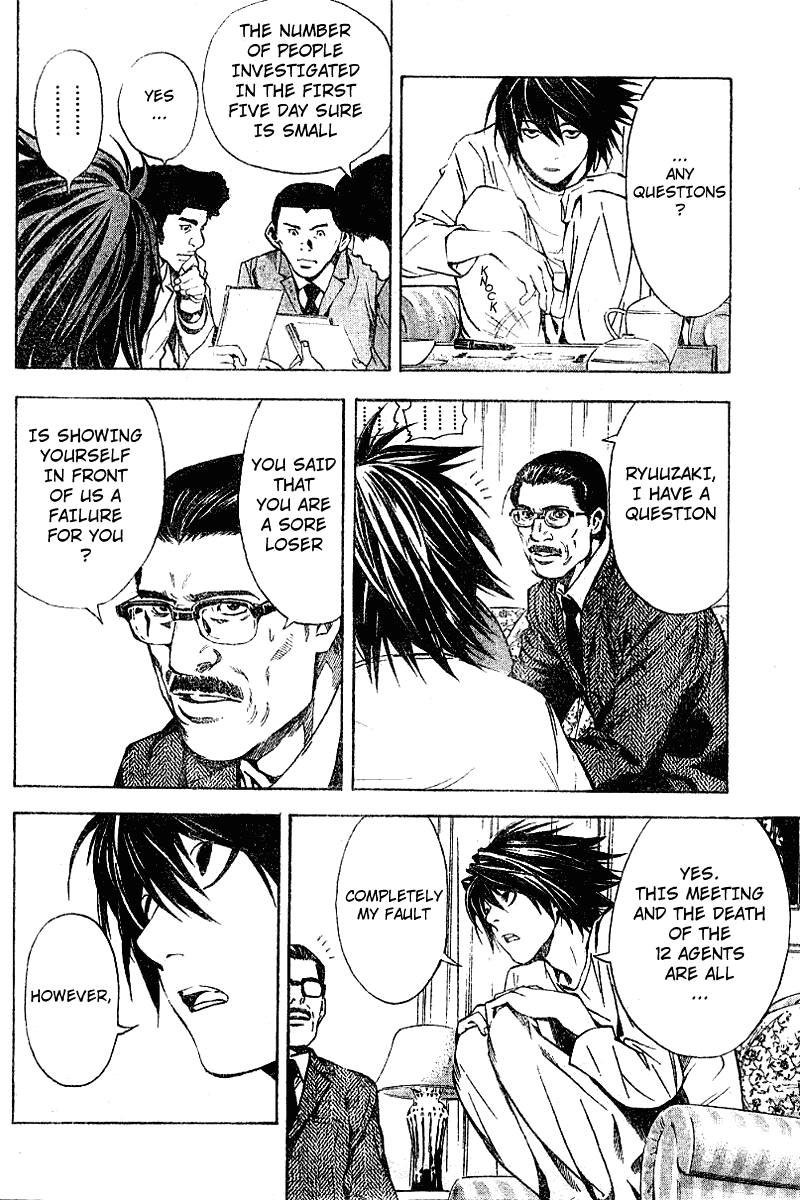 ...
ANY
QUESTIONS
?
KNOCK
THE NUMBER
OF PEOPLE
INVESTIGATED
IN THE FIRST
FIVE DAY SURE
IS SMALL
YES
...
......
......
RYUUZAKI,
I HAVE A
QUESTION
YOU SAID
THAT
YOU ARE
A SORE
LOSER
IS SHOWING
YOURSELF
IN FRONT
OF US A
FAILURE
FOR YOU
?
YES.
THIS MEETING
AND THE DEATH
OF THE
12 AGENTS
ARE ALL
...
COMPLETELY
MY FAULT
HOWEVER,